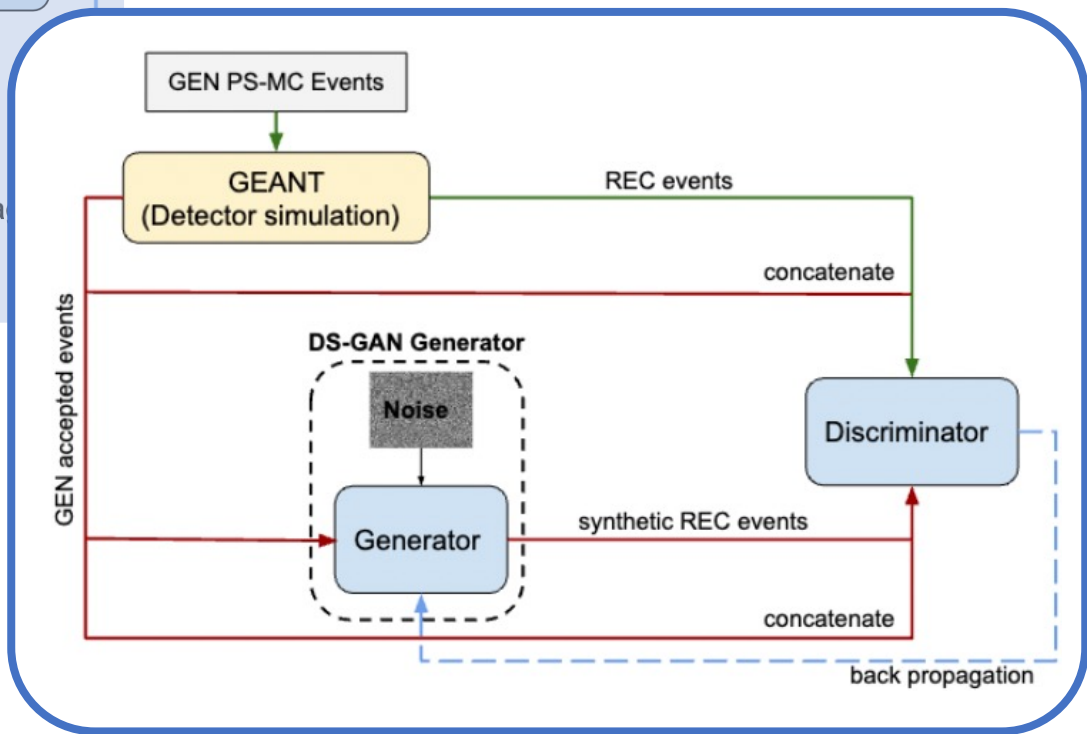 GEN PS-MC Events
GEANT
(Detector simulation)
REC events
concatenate
GEN accepted events
DS-GAN Generator
Noise
Discriminator
Generator
synthetic REC events
concatenate
back propagation